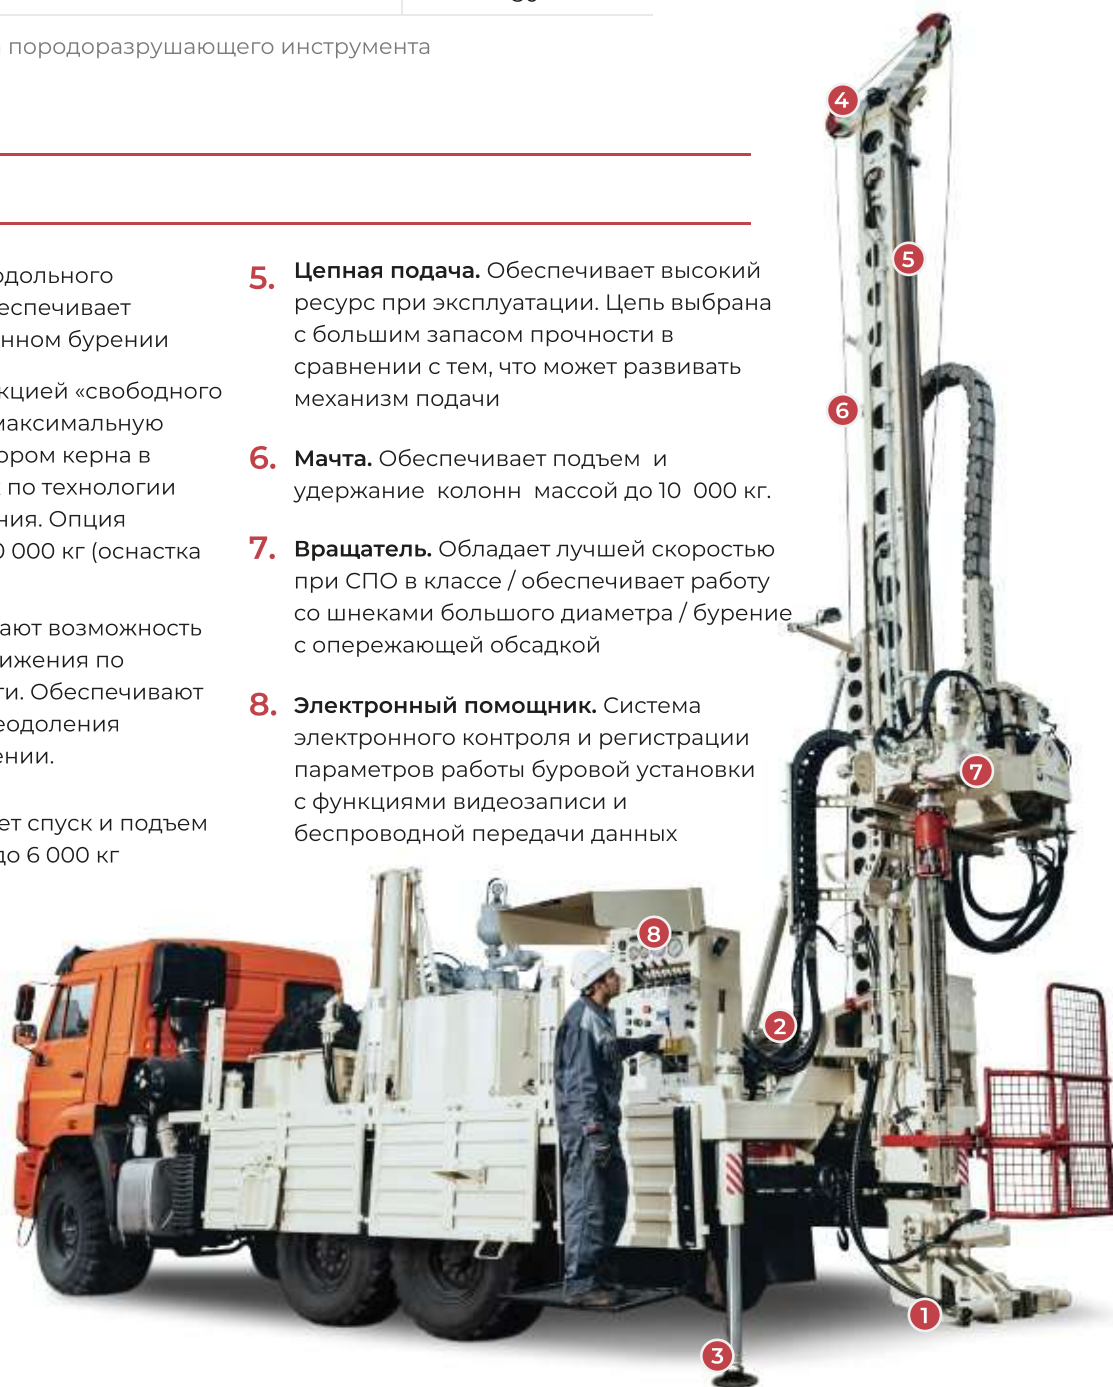 породоразрушающего инструмента
одольного
еспечивает
нном бурении
кцией «свободного
максимальную
ором керна в
по технологии
ния. Опция
0 000 кг (оснастка
ают возможность
ижения по
ти. Обеспечивают
еодоления
ении.
ет спуск и подъем
до 6 000 кг
5. Цепная подача. Обеспечивает высокий
ресурс при эксплуатации. Цепь выбрана
с большим запасом прочности в
сравнении с тем, что может развивать
механизм подачи
6. Мачта. Обеспечивает подъем и
удержание колонн массой до 10 000 кг.
7. Вращатель. Обладает лучшей скоростью
при СПО в классе / обеспечивает работу
со шнеками большого диаметра / бурение
с опережающей обсадкой
8. Электронный помощник. Система
электронного контроля и регистрации
параметров работы буровой установки
с функциями видеозаписи и
беспроводной передачи данных
4
5
6
7
8
2
1
3